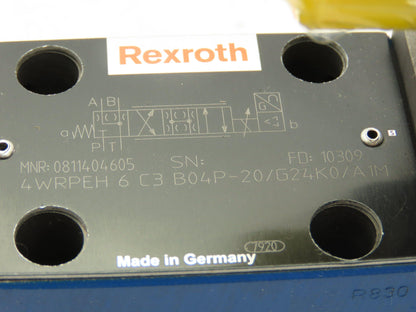 Rexroth
A B
a
b
P T
MNR: 0811404605 SN: FD: 10309
4WRPEH 6 C3 B04P-20/G24K0/A1M
7920
Made in Germany
R830